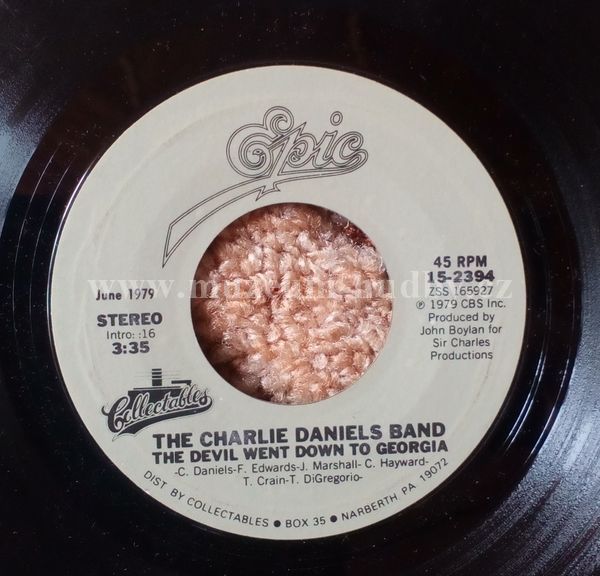 Epic
June 1979
STEREO
Intro: :16
3:35
45 RPM
15-2394
ZSS 165927
℗ 1979 CBS Inc.
Produced by
John Boylan for
Sir Charles
Productions
Collectables
THE CHARLIE DANIELS BAND
THE DEVIL WENT DOWN TO GEORGIA
-C. Daniels-F. Edwards-J. Marshall- C. Hayward-
T. Crain-T. DiGregorio-
DIST BY COLLECTABLES ● BOX 35 ● NARBERTH PA 19072